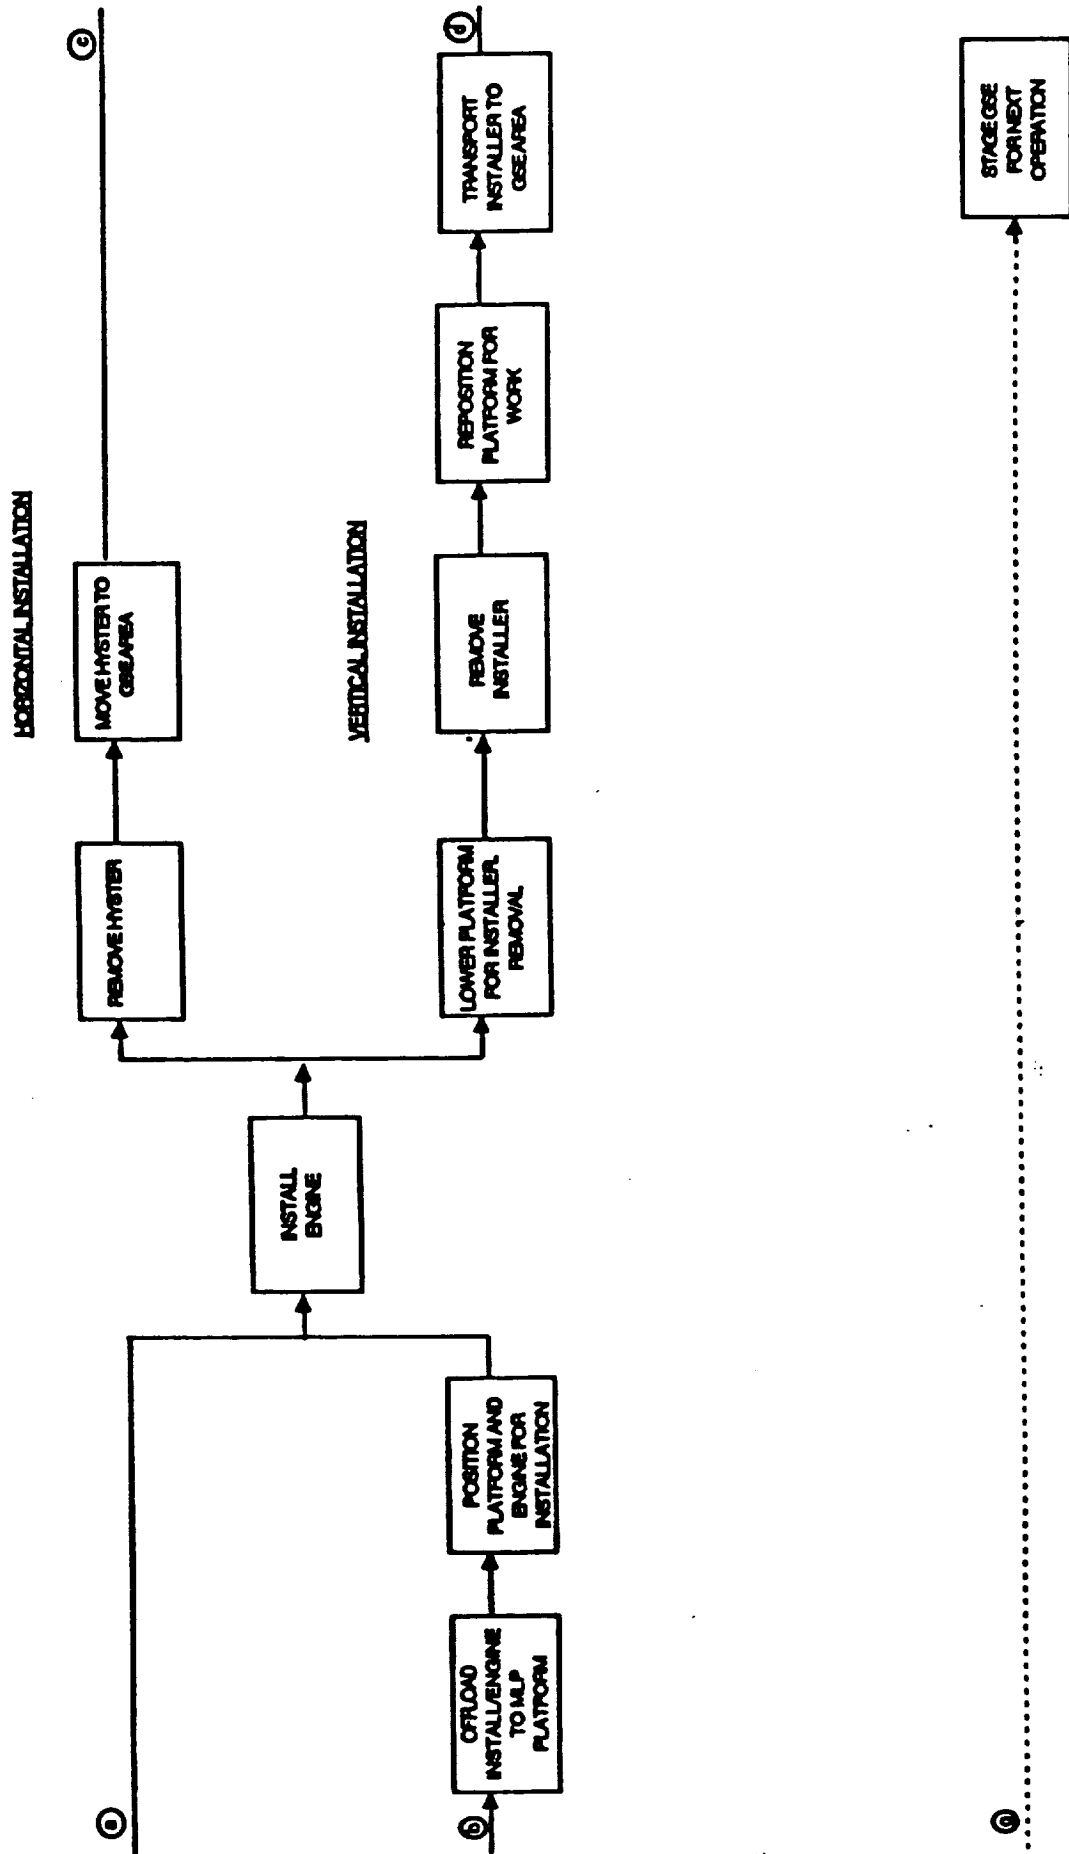 HORIZONTAL INSTALLATION
a
REMOVE HYSTER
MOVE HYSTER TO
GSE AREA
c
INSTALL
ENGINE
VERTICAL INSTALLATION
b
OFFLOAD
INSTALL/ENGINE
TO MLP
PLATFORM
POSITION
PLATFORM AND
ENGINE FOR
INSTALLATION
LOWER PLATFORM
FOR INSTALLER
REMOVAL
REMOVE
INSTALLER
REPOSITION
PLATFORM FOR
WORK
TRANSPORT
INSTALLER TO
GSE AREA
d
STAGE GSE
FOR NEXT
OPERATION